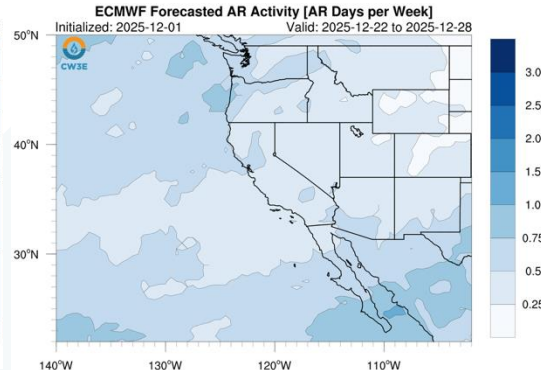 ECMWF Forecasted AR Activity [AR Days per Week]
Initialized: 2025-12-01 Valid: 2025-12-22 to 2025-12-28
50°N
CW3E
40°N
30°N
140°W 130°W 120°W 110°W
3.0
2.5
2.0
1.5
1.0
0.75
0.5
0.25